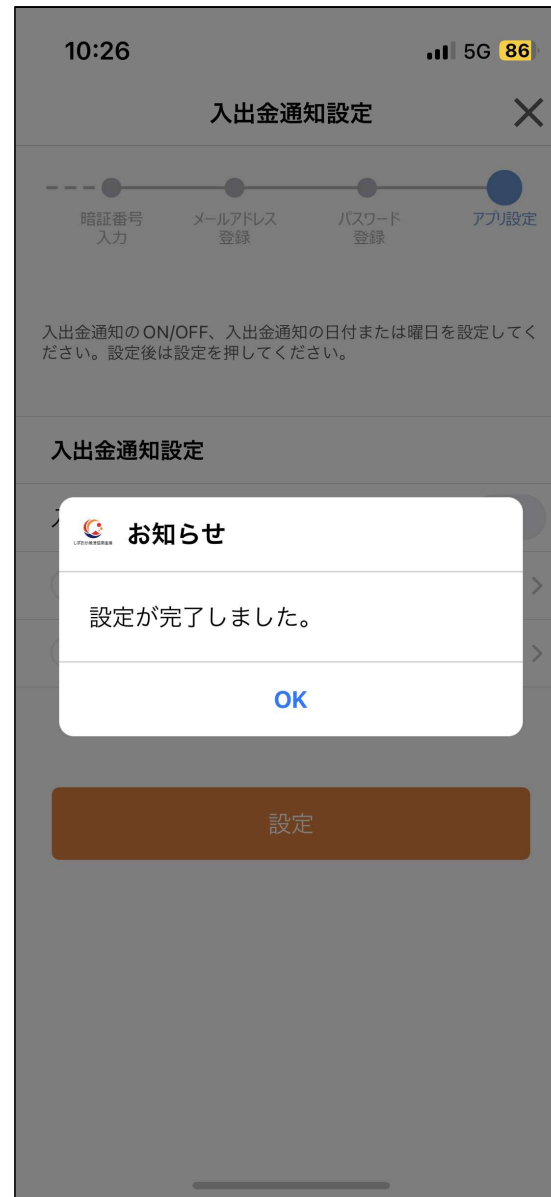 10:26
5G 86
入出金通知設定
暗証番号
入力
メールアドレス
登録
パスワード
登録
アプリ設定
入出金通知のON/OFF、入出金通知の日付または曜日を設定してく
ださい。設定後は設定を押してください。
入出金通知設定
お知らせ
設定が完了しました。
OK
設定